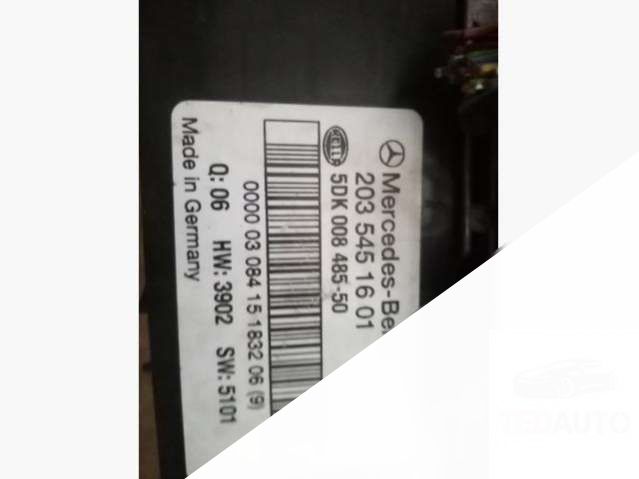 Mercedes-Be
203 545 16 01
HELLA 5DK 008 485-50
0000 03 084 15 1832 06 (9)
Q: 06 HW: 3902 SW: 5101
Made in Germany
TEDAUTO